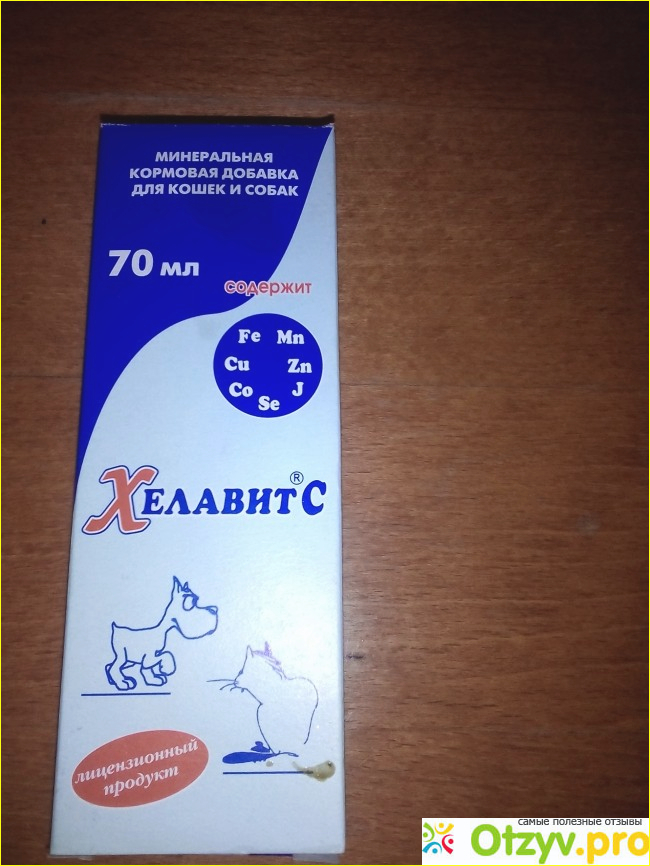 МИНЕРАЛЬНАЯ
КОРМОВАЯ ДОБАВКА
ДЛЯ КОШЕК И СОБАК
70 мл
содержит
Fe Mn
Cu Zn
Co J
Se
ХЕЛАВИТ® С
лицензионный
продукт
самые полезные отзывы
Otzyv.pro